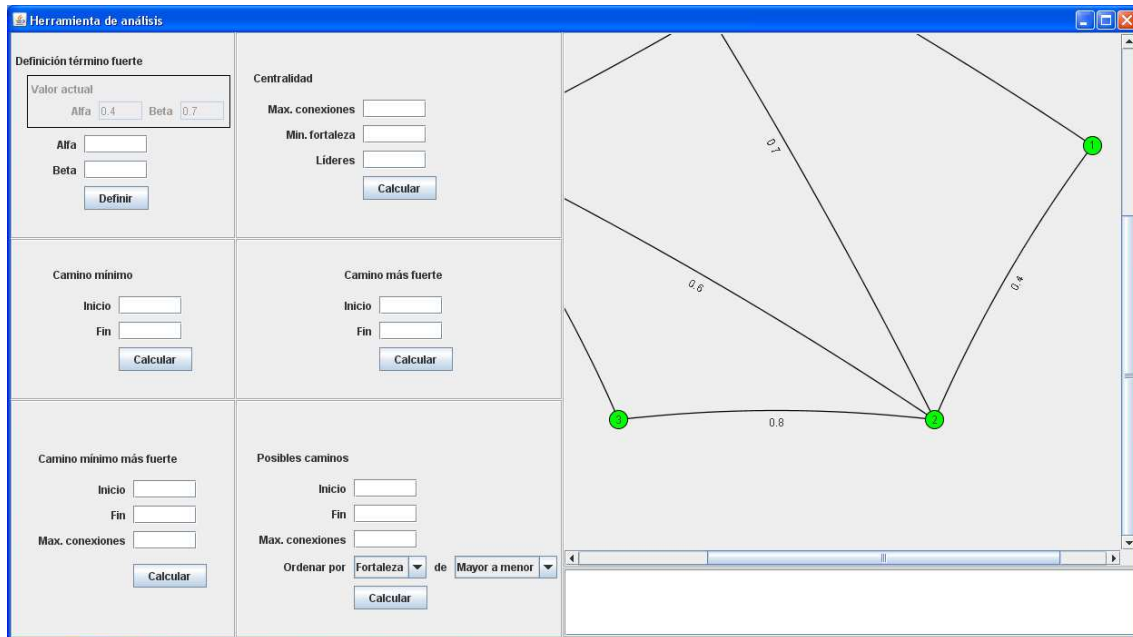 Herramienta de análisis
Definición término fuerte
Valor actual
Alfa 0.4 Beta 0.7
Alfa
Beta
Definir
Centralidad
Max. conexiones
Min. fortaleza
Líderes
Calcular
Camino mínimo
Inicio
Fin
Calcular
Camino más fuerte
Inicio
Fin
Calcular
Camino mínimo más fuerte
Inicio
Fin
Max. conexiones
Calcular
Posibles caminos
Inicio
Fin
Max. conexiones
Ordenar por Fortaleza de Mayor a menor
Calcular
0.7
1
0.6
0.4
3
2
0.8